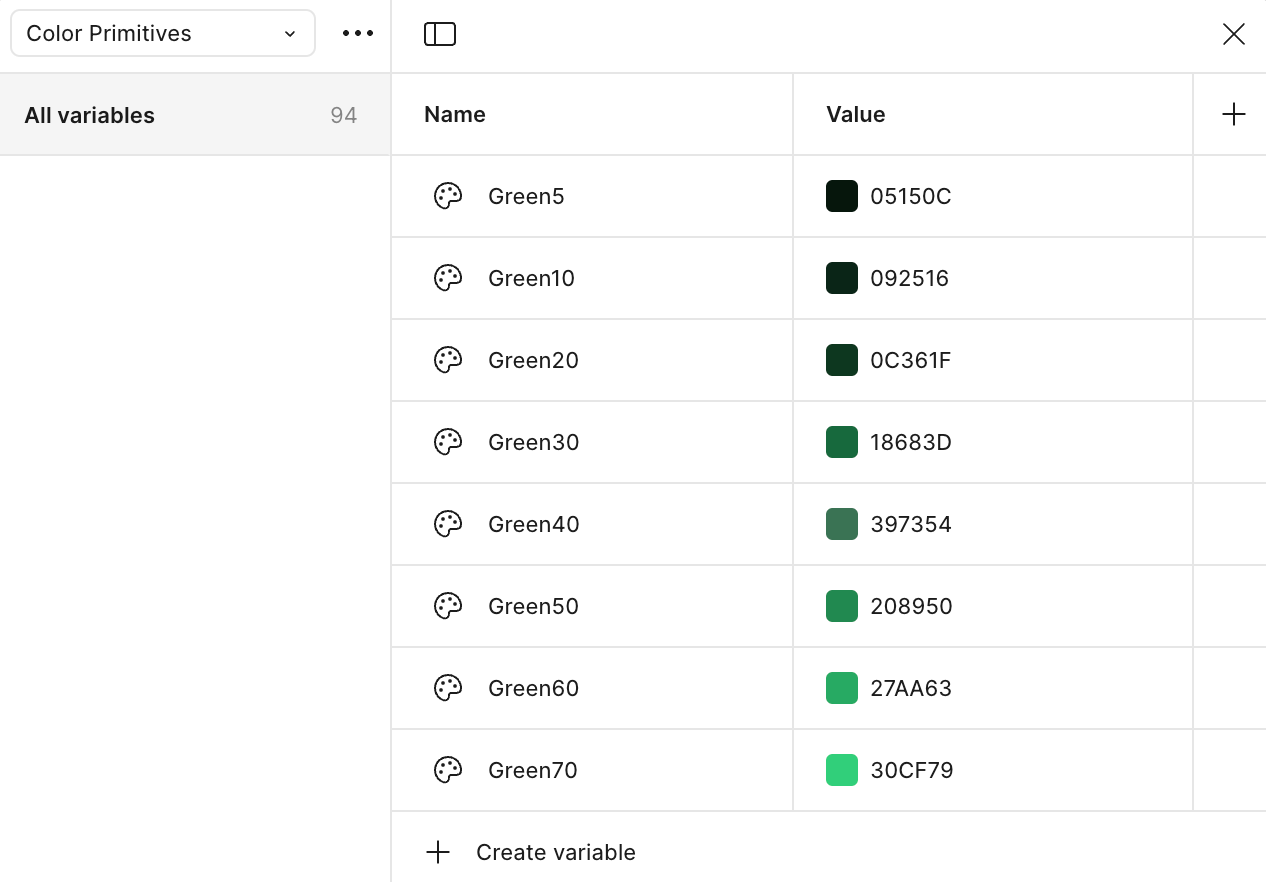 Color Primitives
All variables 94
Name Value
Green5 05150C
Green10 092516
Green20 0C361F
Green30 18683D
Green40 397354
Green50 208950
Green60 27AA63
Green70 30CF79
Create variable